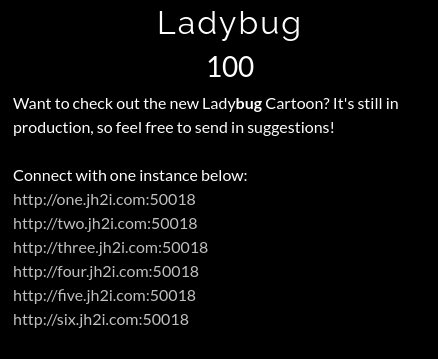 Ladybug
100
Want to check out the new Ladybug Cartoon? It's still in
production, so feel free to send in suggestions!
Connect with one instance below:
http://one.jh2i.com:50018
http://two.jh2i.com:50018
http://three.jh2i.com:50018
http://four.jh2i.com:50018
http://five.jh2i.com:50018
http://six.jh2i.com:50018